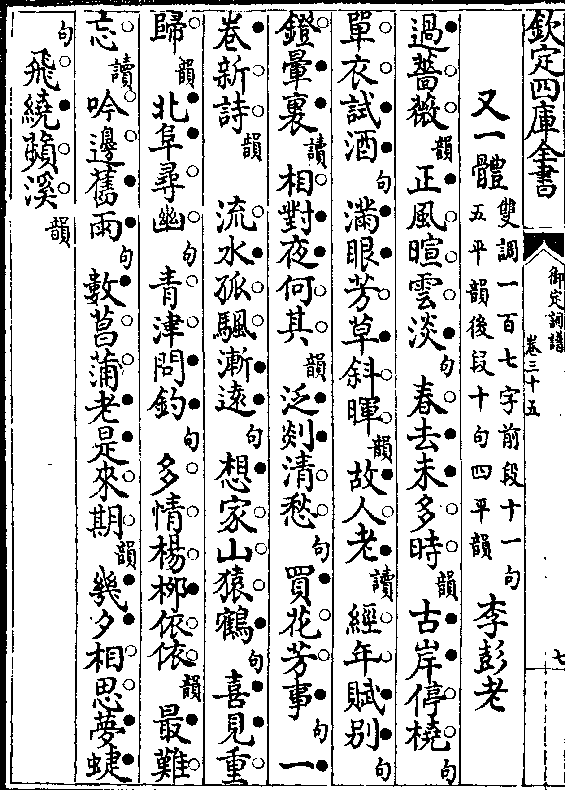 欽定四庫全書
御定詞譜
卷三十五
七
又一體 雙調一百七字前段十一句
五平韻後段十句四平韻 李彭老
過薔薇韻正風暄雲淡句春去未多時韻古岸停橈句
單衣試酒句滿眼芳草斜暉韻故人老讀經年賦别句
鐙暈裏讀相對夜何其韻泛剡清愁句買花芳事句一
卷新詩韻 流水孤颿漸遠句想家山猿鶴句喜見重
歸韻北阜尋幽句青津問釣句多情楊栁依依韻最難
忘讀吟邊舊雨句數菖蒲老是來期韻幾夕相思夢蜨
句飛繞蘋溪韻